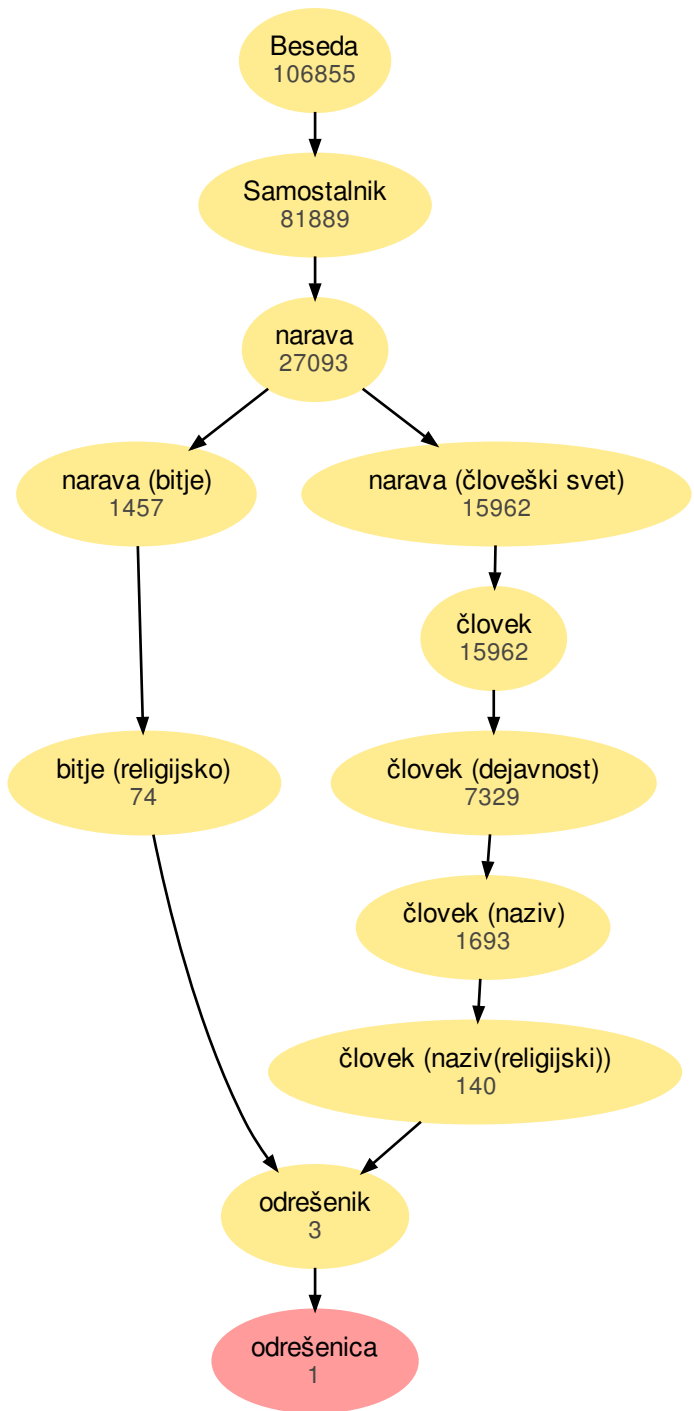 Beseda
106855
Samostalnik
81889
narava
27093
narava (bitje)
1457
narava (človeški svet)
15962
človek
15962
bitje (religijsko)
74
človek (dejavnost)
7329
človek (naziv)
1693
človek (naziv(religijski))
140
odrešenik
3
odrešenica
1